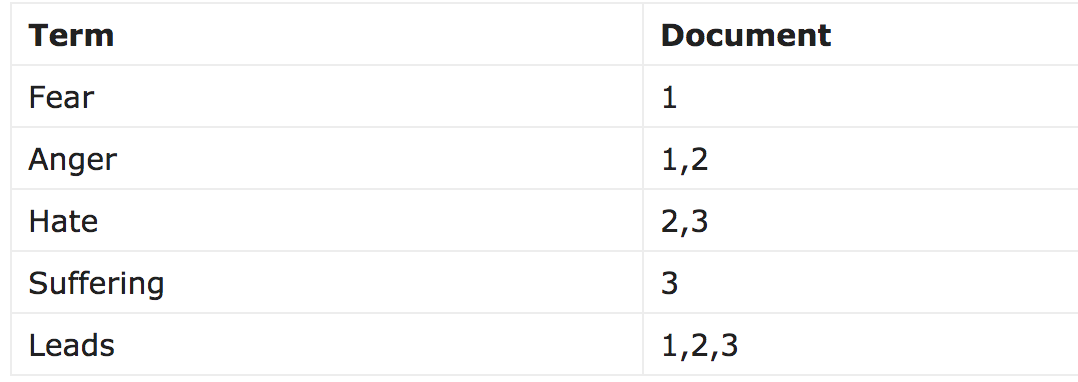 Term Document
Fear 1
Anger 1,2
Hate 2,3
Suffering 3
Leads 1,2,3